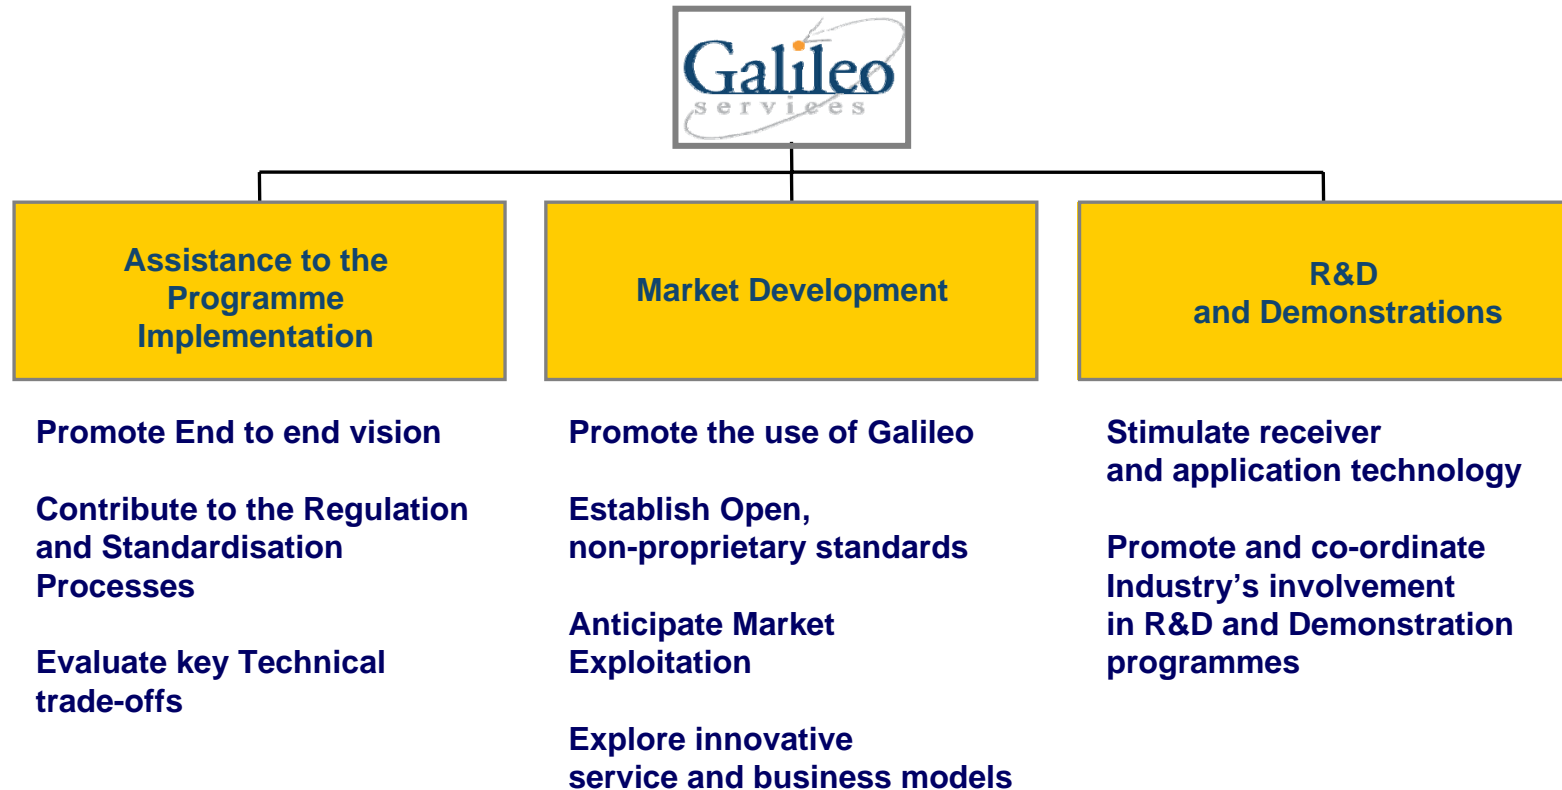 Galileo
services
Assistance to the
Programme
Implementation
Market Development
R&D
and Demonstrations
Promote End to end vision
Contribute to the Regulation
and Standardisation
Processes
Evaluate key Technical
trade-offs
Promote the use of Galileo
Establish Open,
non-proprietary standards
Anticipate Market
Exploitation
Explore innovative
service and business models
Stimulate receiver
and application technology
Promote and co-ordinate
Industry’s involvement
in R&D and Demonstration
programmes